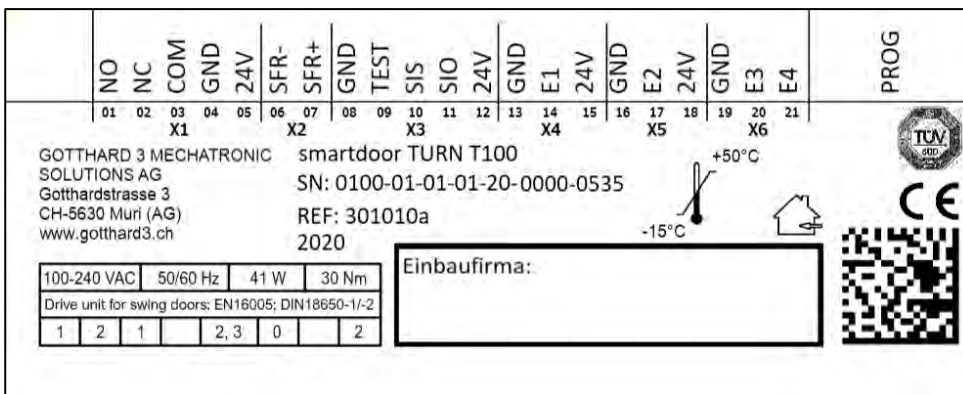 NO NC COM GND 24V SFR- SFR+ GND TEST SIS SIO 24V GND E1 24V GND E2 24V GND E3 E4 PROG
01 02 03 04 05 06 07 08 09 10 11 12 13 14 15 16 17 18 19 20 21
X1 X2 X3 X4 X5 X6
GOTTHARD 3 MECHATRONIC
SOLUTIONS AG
Gotthardstrasse 3
CH-5630 Muri (AG)
www.gotthard3.ch
smartdoor TURN T100
SN: 0100-01-01-01-20-0000-0535
REF: 301010a
2020
+50°C
-15°C
TÜV
SÜD
CE
100-240 VAC 50/60 Hz 41 W 30 Nm
Drive unit for swing doors: EN16005; DIN18650-1/-2
1 2 1 2, 3 0 2
Einbaufirma: